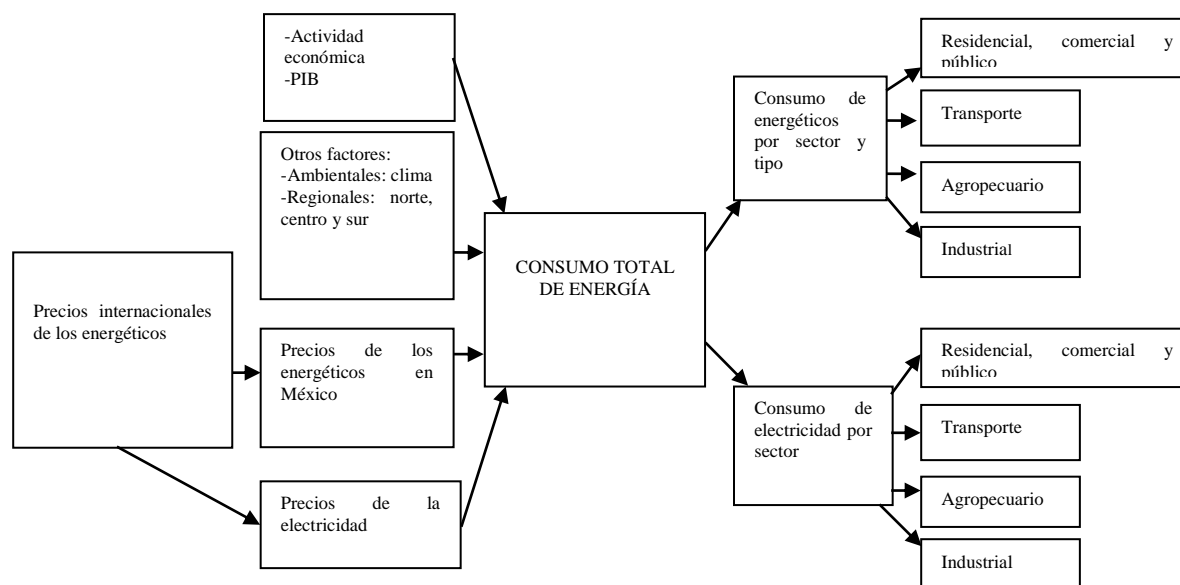 -Actividad
económica
-PIB
Otros factores:
-Ambientales: clima
-Regionales: norte,
centro y sur
Precios internacionales
de los energéticos
Precios de los
energéticos en
México
Precios de la
electricidad
CONSUMO TOTAL
DE ENERGÍA
Consumo de
energéticos
por sector y
tipo
Residencial, comercial y
público
Transporte
Agropecuario
Industrial
Consumo de
electricidad por
sector
Residencial, comercial y
público
Transporte
Agropecuario
Industrial